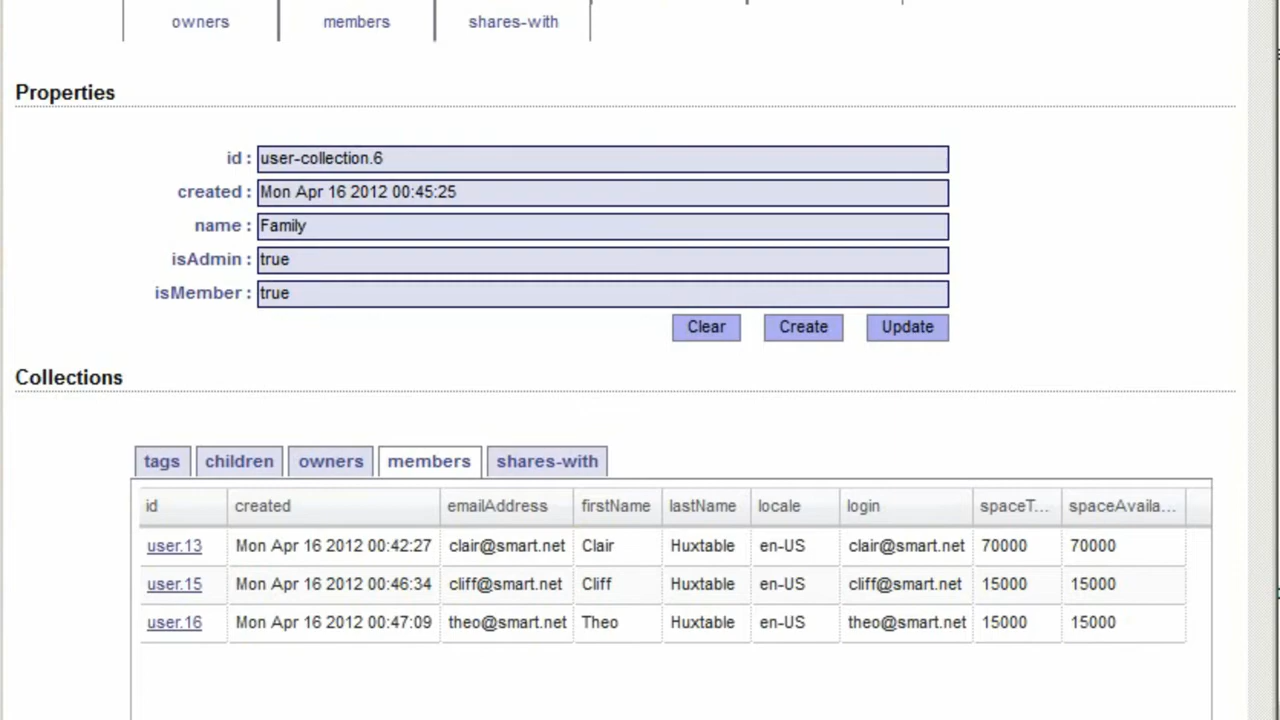 owners members shares-with
Properties
id : user-collection.6
created : Mon Apr 16 2012 00:45:25
name : Family
isAdmin : true
isMember : true
Clear Create Update
Collections
tags children owners members shares-with
id created emailAddress firstName lastName locale login spaceT... spaceAvaila...
user.13 Mon Apr 16 2012 00:42:27 clair@smart.net Clair Huxtable en-US clair@smart.net 70000 70000
user.15 Mon Apr 16 2012 00:46:34 cliff@smart.net Cliff Huxtable en-US cliff@smart.net 15000 15000
user.16 Mon Apr 16 2012 00:47:09 theo@smart.net Theo Huxtable en-US theo@smart.net 15000 15000